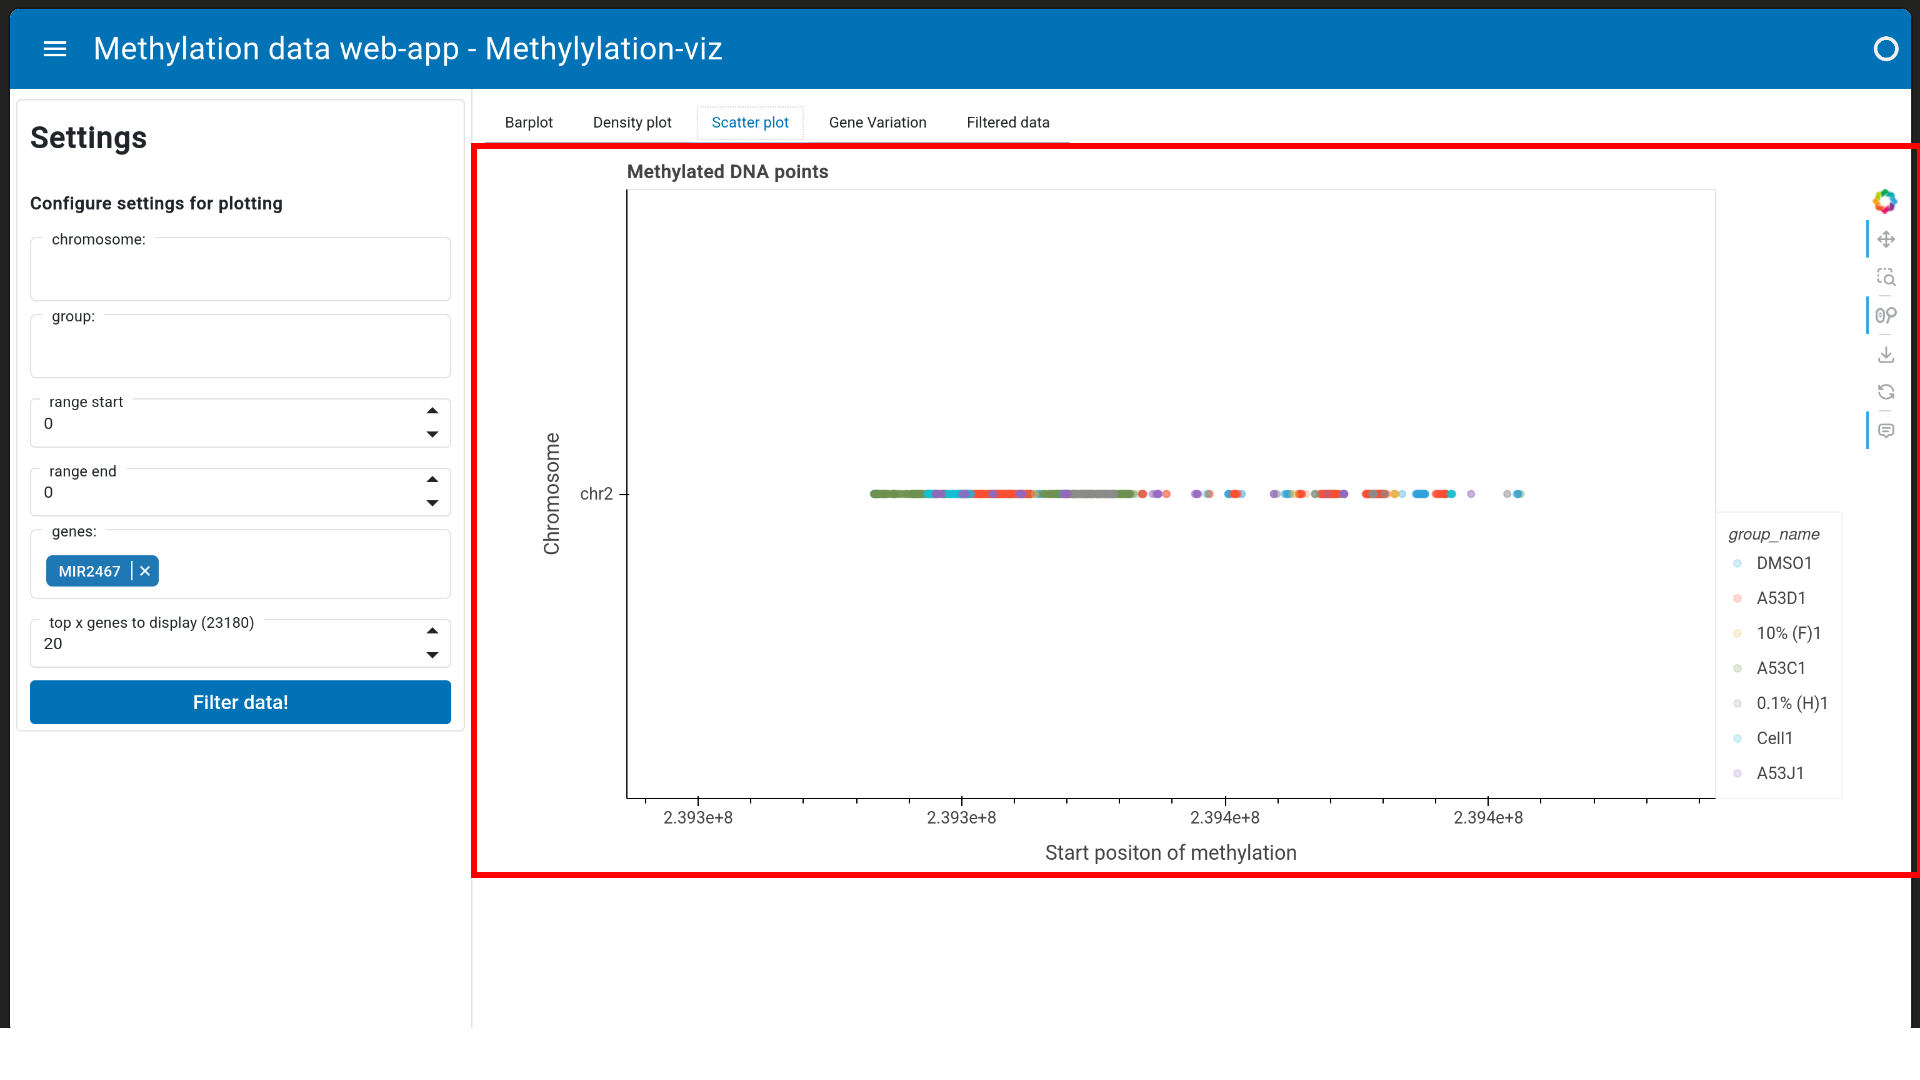 Methylation data web-app - Methylylation-viz
Settings
Configure settings for plotting
chromosome:
group:
range start
0
range end
0
genes:
MIR2467
top x genes to display (23180)
20
Filter data!
Barplot
Density plot
Scatter plot
Gene Variation
Filtered data
Methylated DNA points
Chromosome
chr2
2.393e+8
2.393e+8
2.394e+8
2.394e+8
Start positon of methylation
group_name
DMSO1
A53D1
10% (F)1
A53C1
0.1% (H)1
Cell1
A53J1